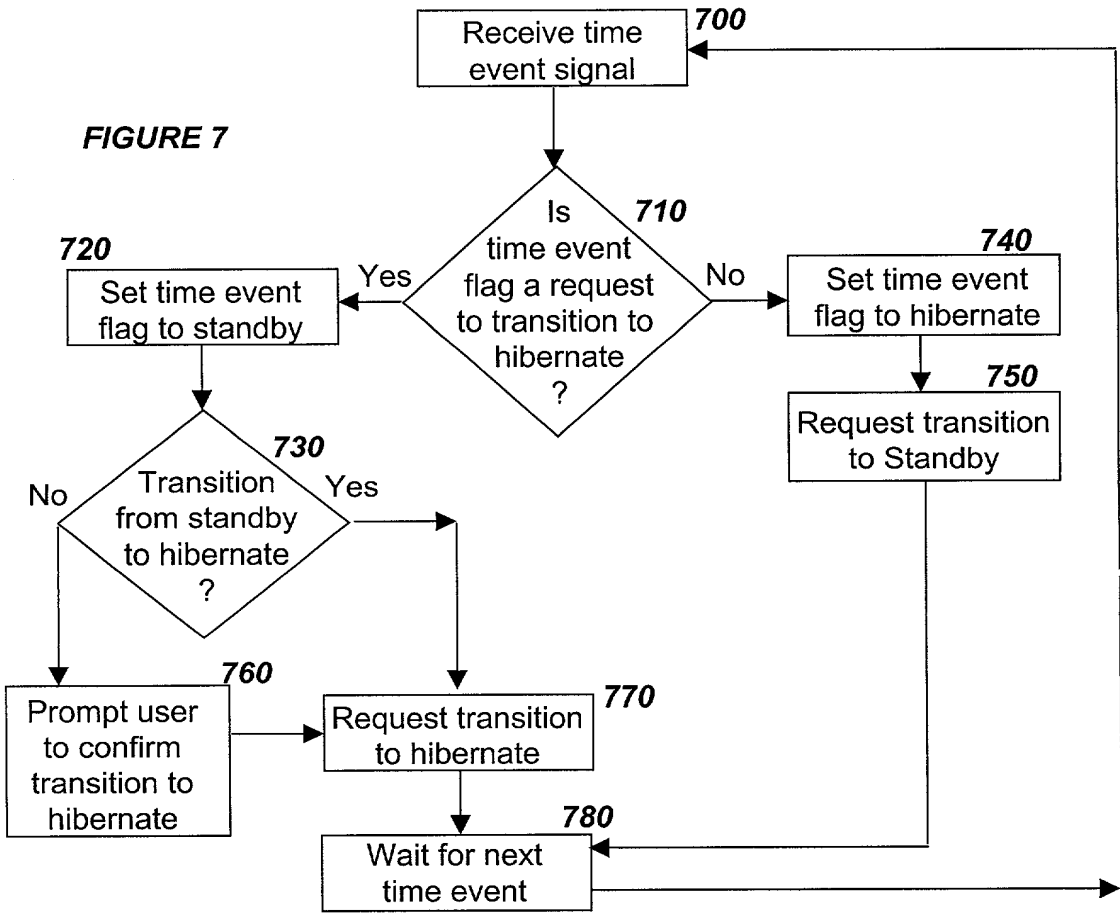 700
Receive time
event signal
FIGURE 7
710
Is
time event
flag a request
to transition to
hibernate
?
Yes
No
720
Set time event
flag to standby
740
Set time event
flag to hibernate
750
Request transition
to Standby
730
Transition
from standby
to hibernate
?
No
Yes
760
Prompt user
to confirm
transition to
hibernate
770
Request transition
to hibernate
780
Wait for next
time event